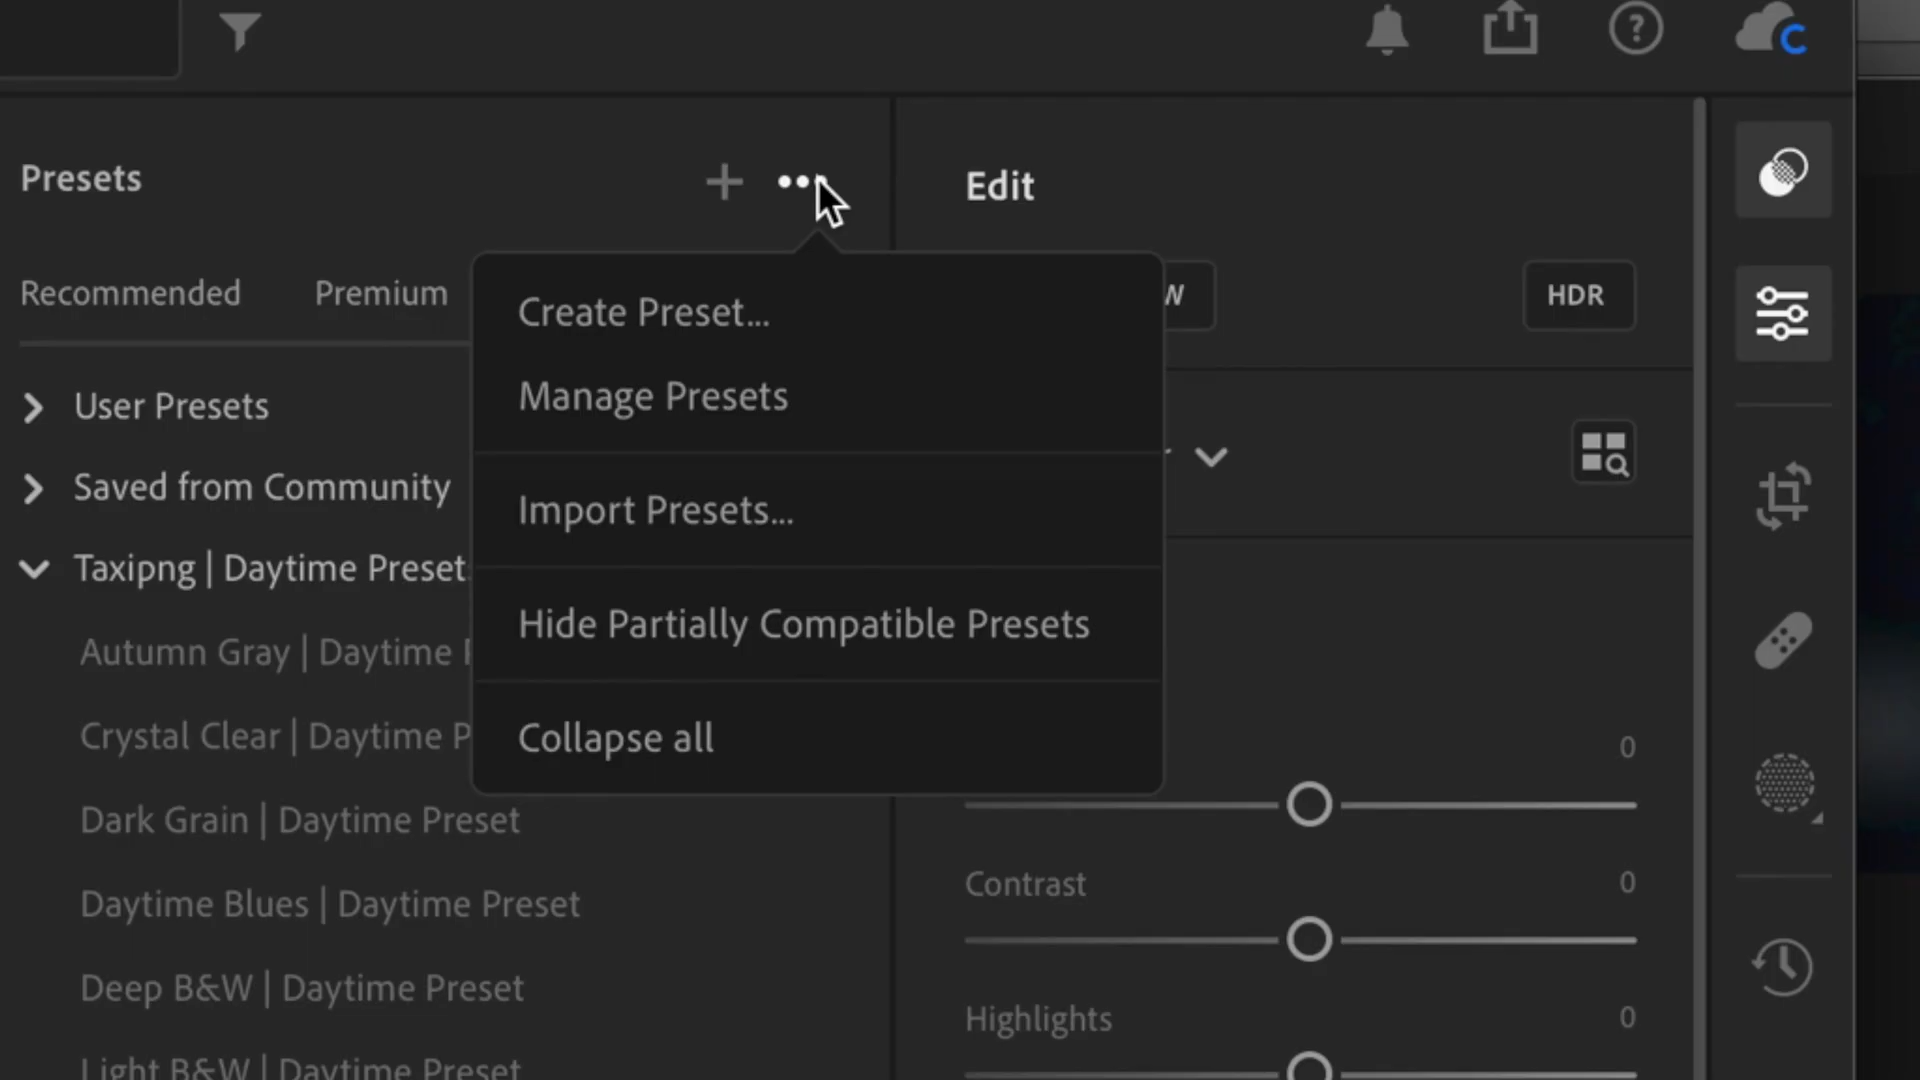 Presets
Edit
Recommended
Premium
W
HDR
Create Preset...
Manage Presets
Import Presets...
Hide Partially Compatible Presets
Collapse all
User Presets
Saved from Community
Taxipng | Daytime Preset
Autumn Gray | Daytime
Crystal Clear | Daytime P
Dark Grain | Daytime Preset
Daytime Blues | Daytime Preset
Deep B&W | Daytime Preset
Light B&W | Daytime Preset
0
Contrast 0
Highlights 0